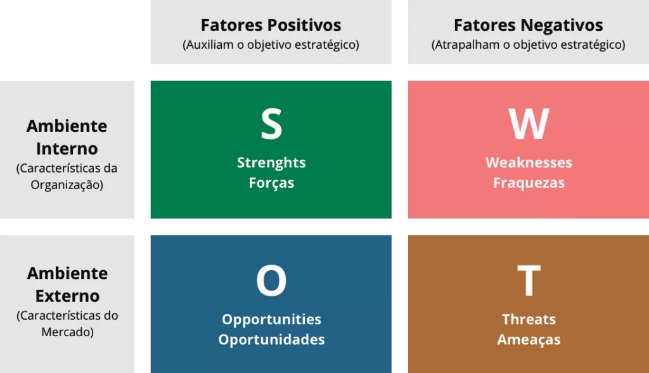 Fatores Positivos
(Auxiliam o objetivo estratégico)
Fatores Negativos
(Atrapalham o objetivo estratégico)
Ambiente
Interno
(Características da
Organização)
S
Strenghts
Forças
W
Weaknesses
Fraquezas
Ambiente
Externo
(Características do
Mercado)
O
Opportunities
Oportunidades
T
Threats
Ameaças